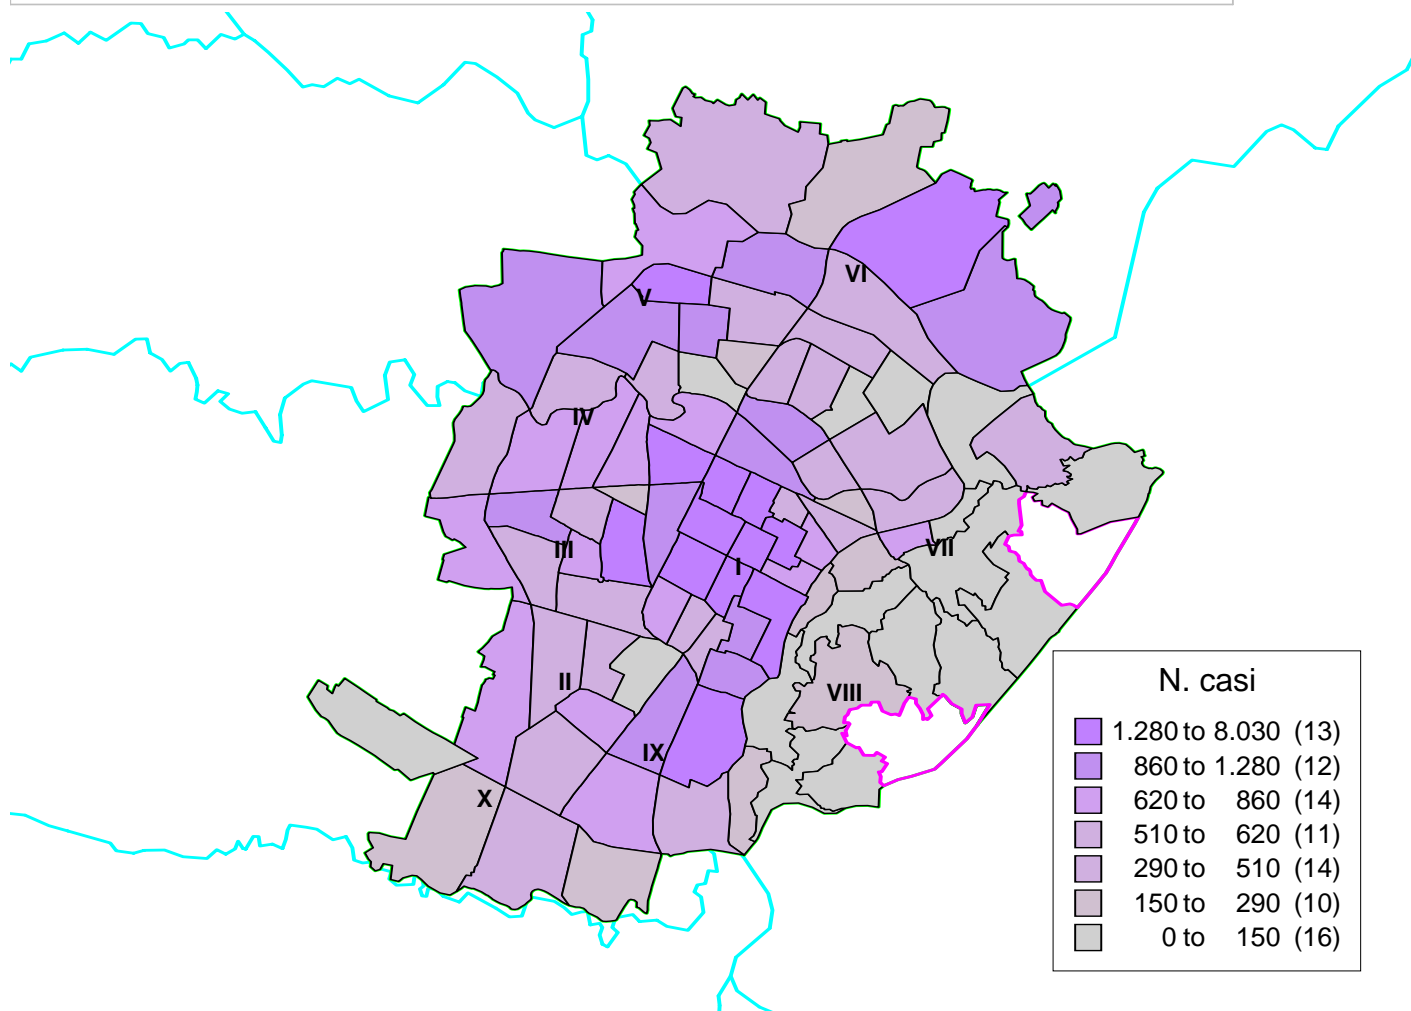 VI
V
IV
III
VII
I
II
VIII
IX
X
N. casi
1.280 to 8.030 (13)
860 to 1.280 (12)
620 to 860 (14)
510 to 620 (11)
290 to 510 (14)
150 to 290 (10)
0 to 150 (16)